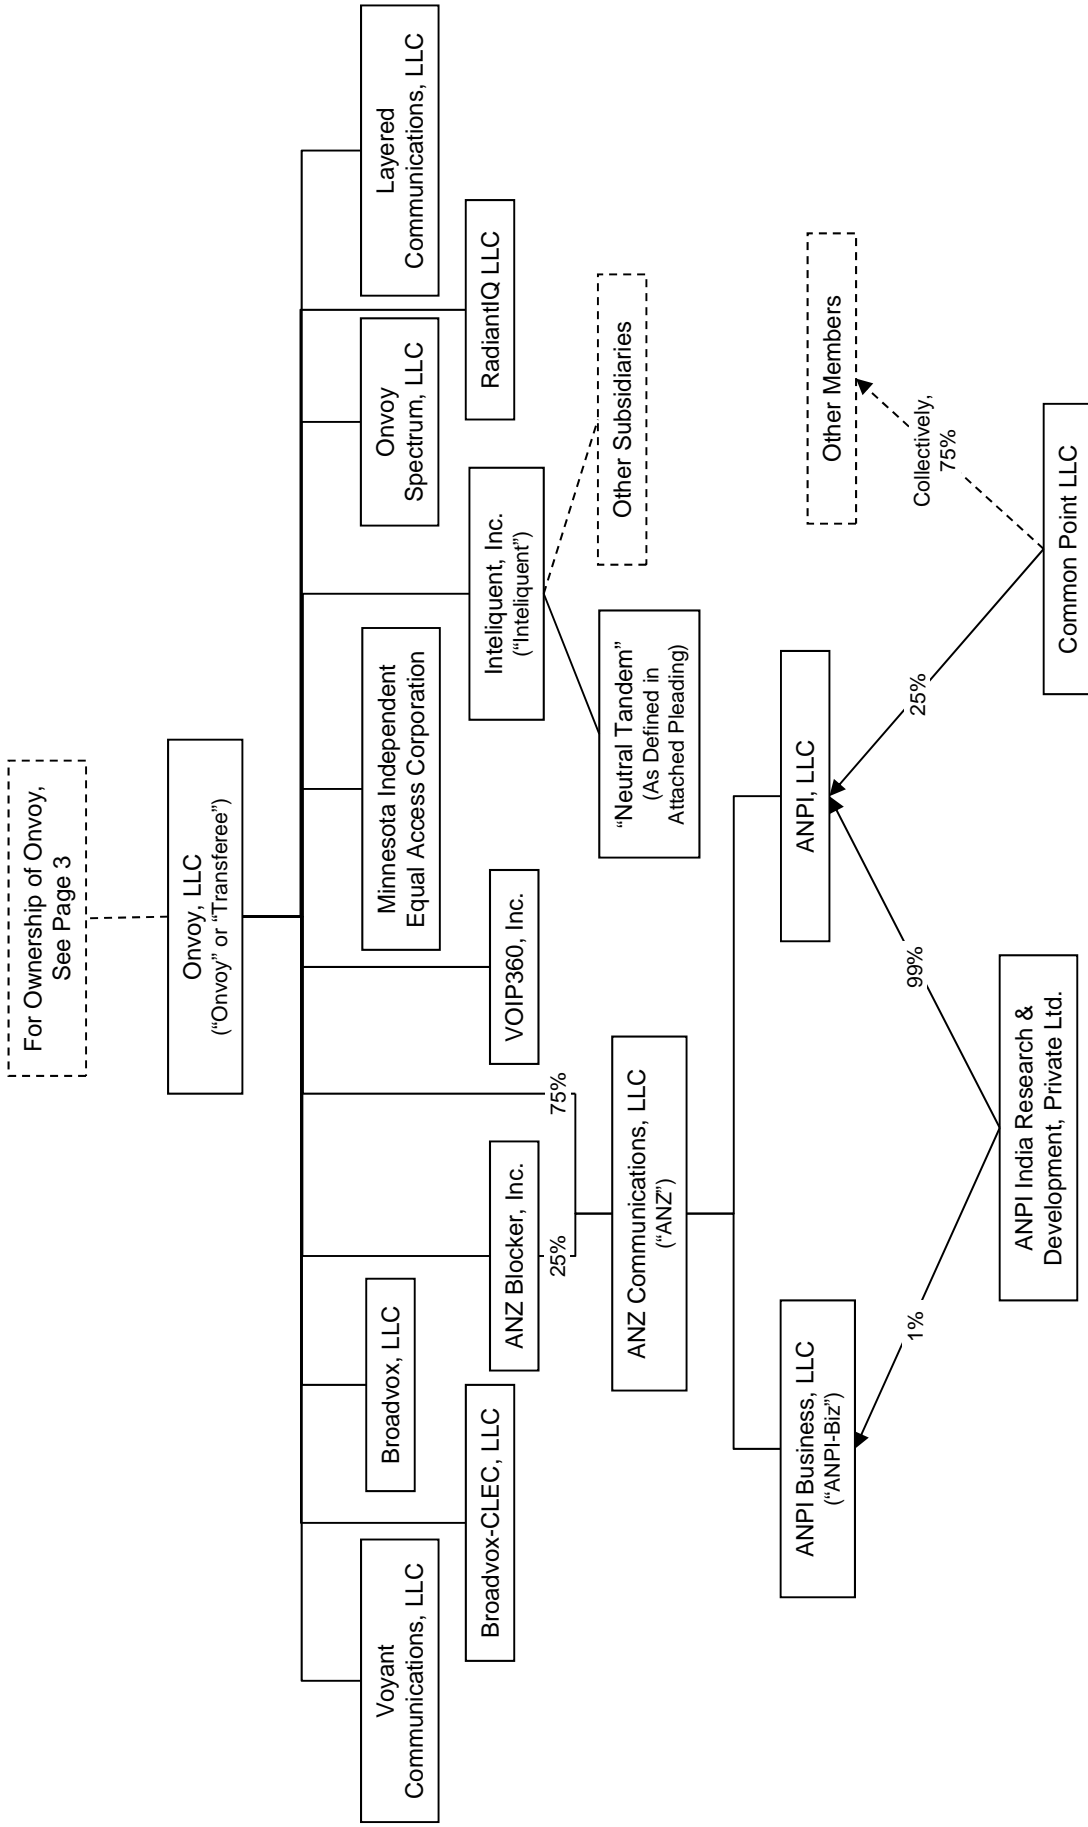 For Ownership of Onvoy,
See Page 3
Onvoy, LLC
(“Onvoy” or “Transferee”)
Voyant
Communications, LLC
Broadvox-CLEC, LLC
Broadvox, LLC
ANZ Blocker, Inc.
VOIP360, Inc.
Minnesota Independent
Equal Access Corporation
Inteliquent, Inc.
(“Inteliquent”)
Onvoy
Spectrum, LLC
RadiantIQ LLC
Layered
Communications, LLC
25%
75%
“Neutral Tandem”
(As Defined in
Attached Pleading)
Other Subsidiaries
ANZ Communications, LLC
(“ANZ”)
ANPI Business, LLC
(“ANPI-Biz”)
ANPI, LLC
Other Members
1%
99%
25%
Collectively,
75%
ANPI India Research &
Development, Private Ltd.
Common Point LLC